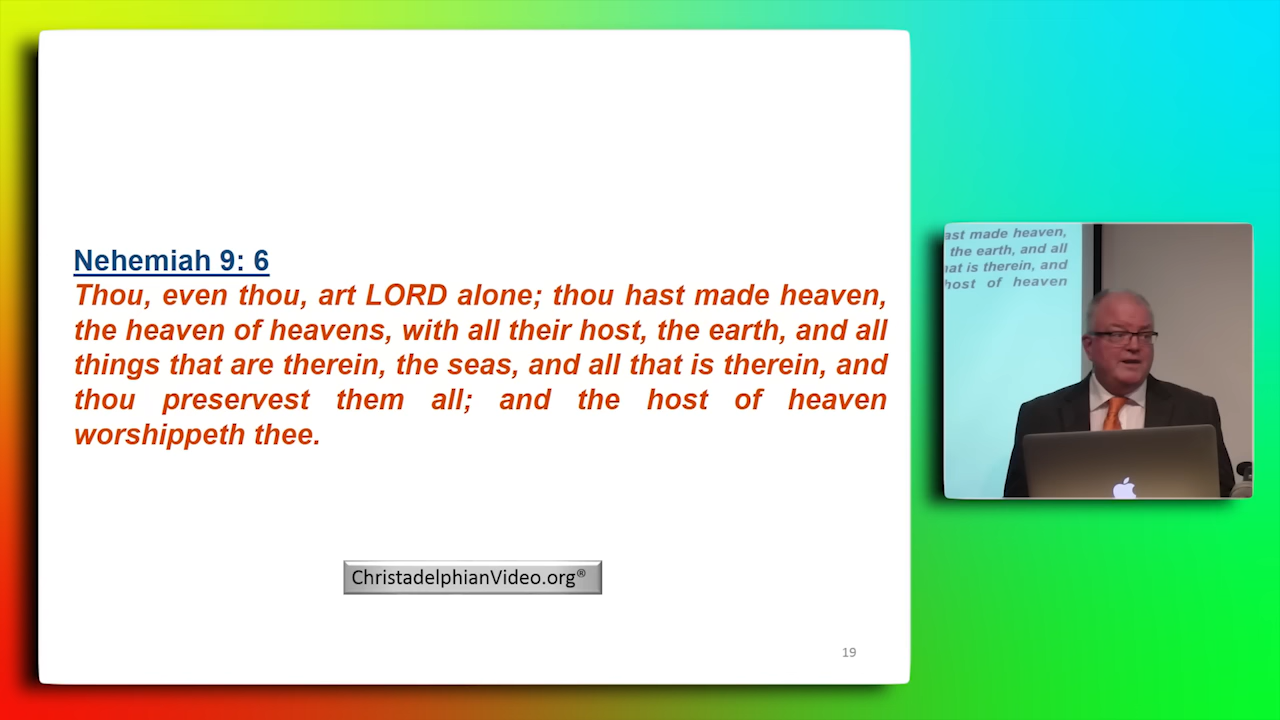 Nehemiah 9: 6
Thou, even thou, art LORD alone; thou hast made heaven,
the heaven of heavens, with all their host, the earth, and all
things that are therein, the seas, and all that is therein, and
thou preservest them all; and the host of heaven
worshippeth thee.
ChristadelphianVideo.org®
19
ast made heaven,
the earth, and all
hat is therein, and
host of heaven